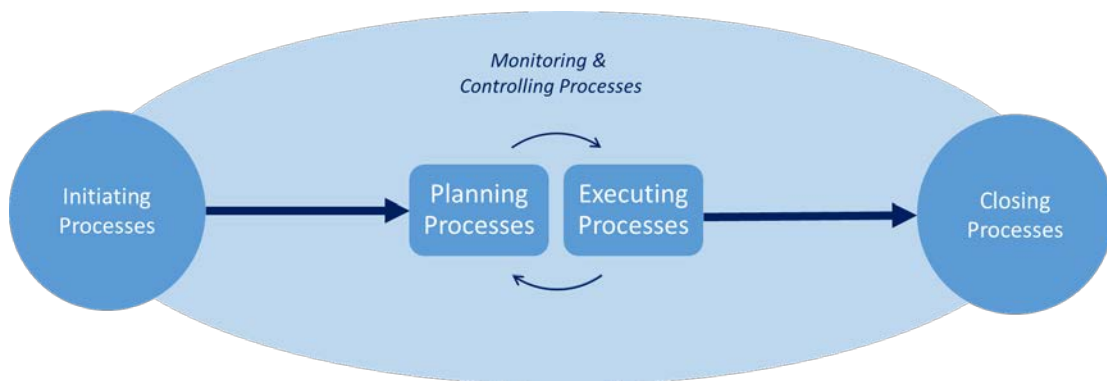 Monitoring &
Controlling Processes
Initiating
Processes
Planning
Processes
Executing
Processes
Closing
Processes